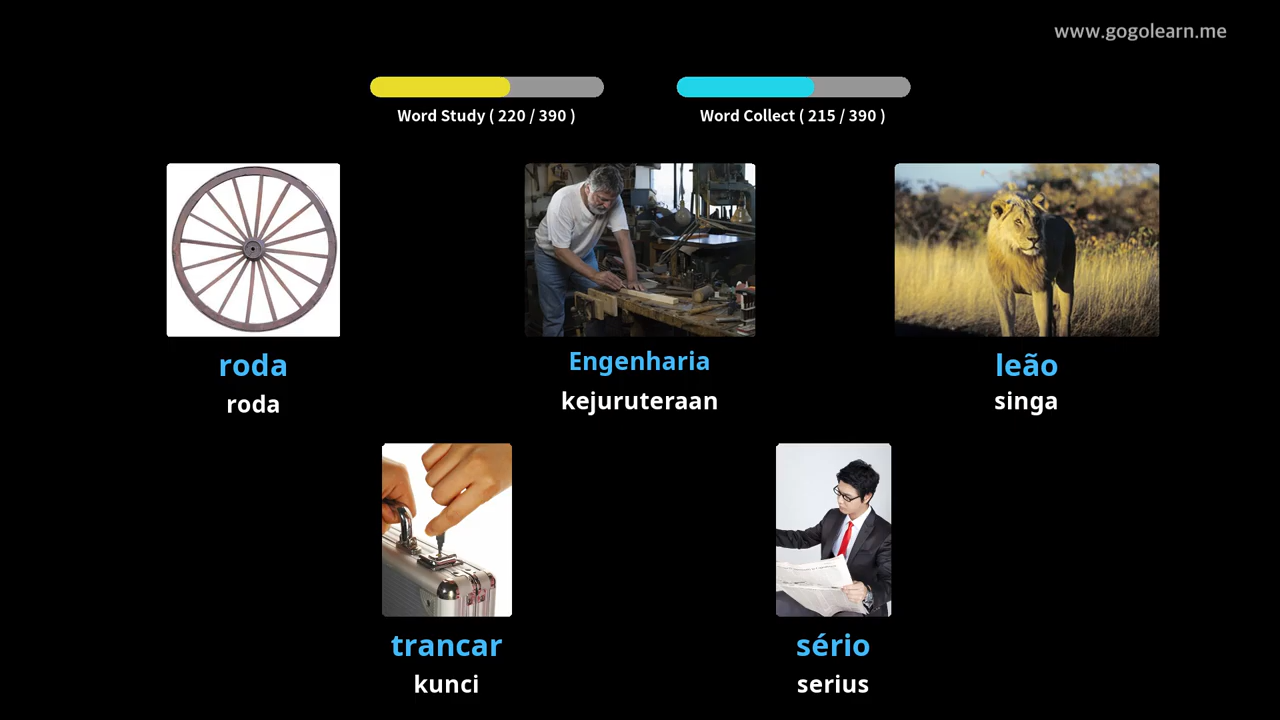 www.gogolearn.me
Word Study ( 220 / 390 )
Word Collect ( 215 / 390 )
roda
roda
Engenharia
kejuruteraan
leão
singa
trancar
kunci
sério
serius